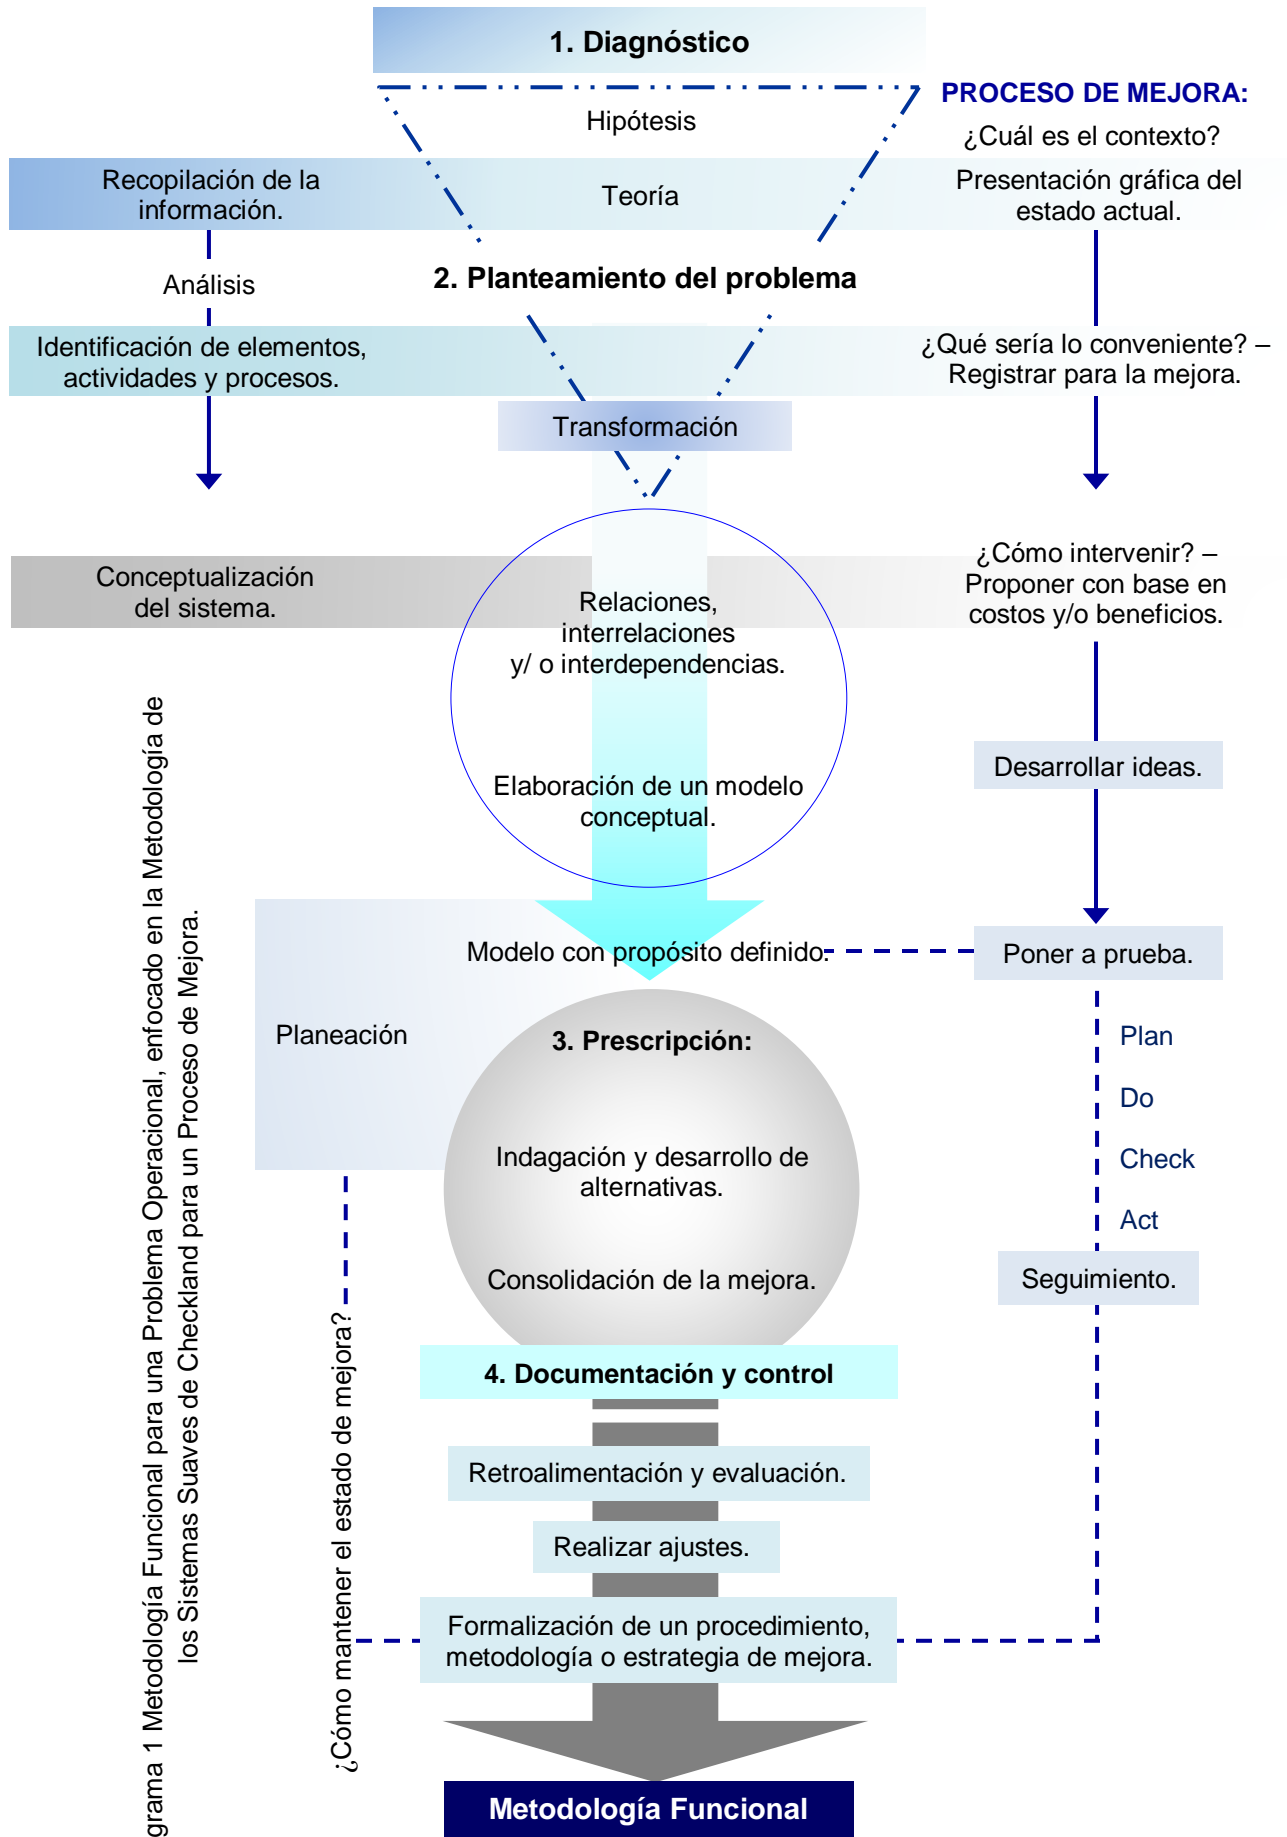 1. Diagnóstico
PROCESO DE MEJORA:
Hipótesis
¿Cuál es el contexto?
Recopilación de la
información.
Teoría
Presentación gráfica del
estado actual.
Análisis
2. Planteamiento del problema
Identificación de elementos,
actividades y procesos.
¿Qué sería lo conveniente? –
Registrar para la mejora.
Transformación
Conceptualización
del sistema.
Relaciones,
interrelaciones
y/ o interdependencias.
¿Cómo intervenir? –
Proponer con base en
costos y/o beneficios.
Elaboración de un modelo
conceptual.
Desarrollar ideas.
Modelo con propósito definido.
Poner a prueba.
Planeación
3. Prescripción:
Plan
Do
Check
Act
Indagación y desarrollo de
alternativas.
Consolidación de la mejora.
Seguimiento.
4. Documentación y control
Retroalimentación y evaluación.
Realizar ajustes.
Formalización de un procedimiento,
metodología o estrategia de mejora.
¿Cómo mantener el estado de mejora?
Metodología Funcional
grama 1 Metodología Funcional para una Problema Operacional, enfocado en la Metodología de
los Sistemas Suaves de Checkland para un Proceso de Mejora.